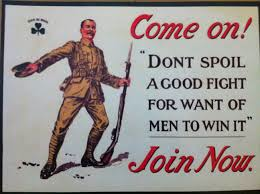 Come on!
"DONT SPOIL
A GOOD FIGHT
FOR WANT OF
MEN TO WIN IT"
Join Now.